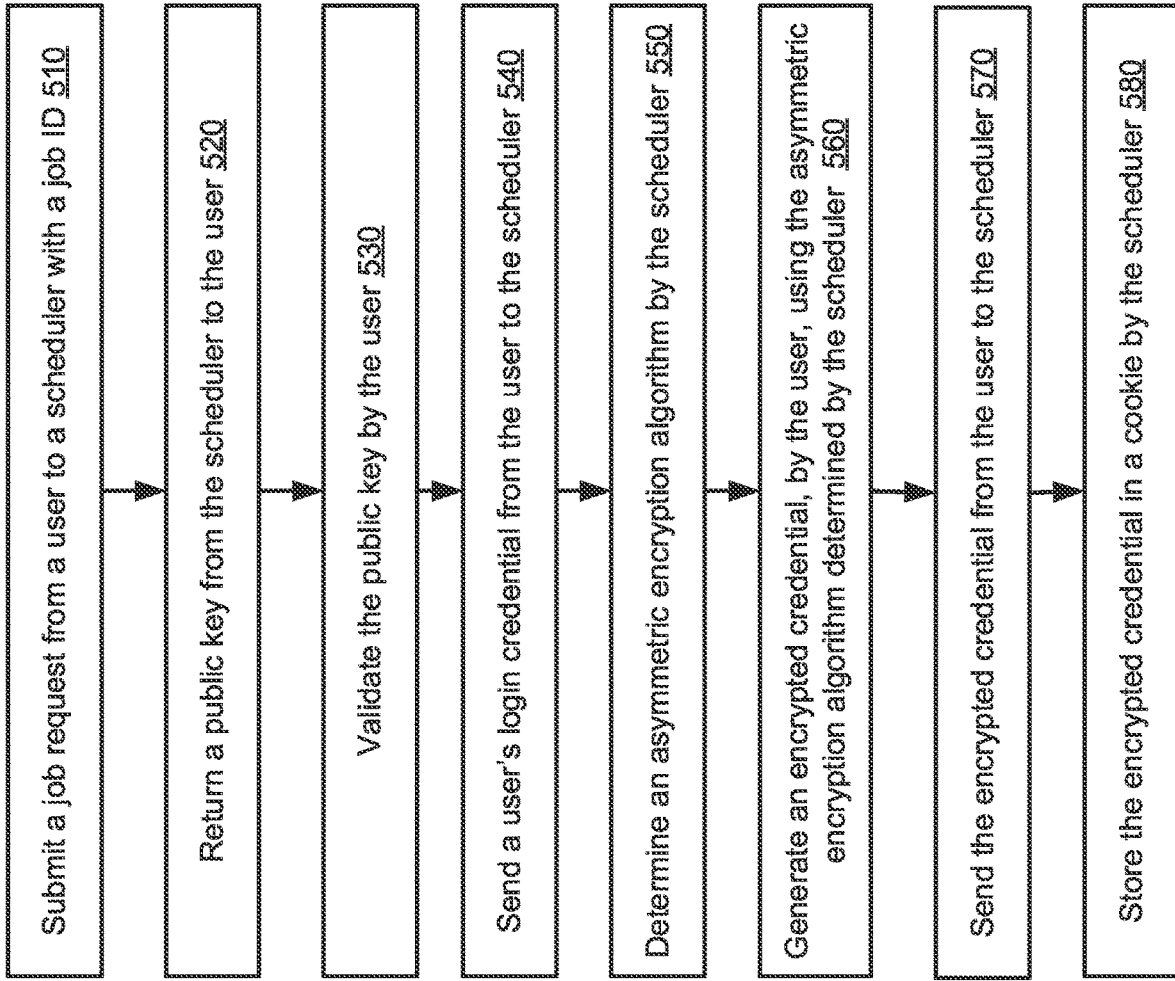 Submit a job request from a user to a scheduler with a job ID 510
Return a public key from the scheduler to the user 520
Validate the public key by the user 530
Send a user's login credential from the user to the scheduler 540
Determine an asymmetric encryption algorithm by the scheduler 550
Generate an encrypted credential, by the user, using the asymmetric
encryption algorithm determined by the scheduler 560
Send the encrypted credential from the user to the scheduler 570
Store the encrypted credential in a cookie by the scheduler 580